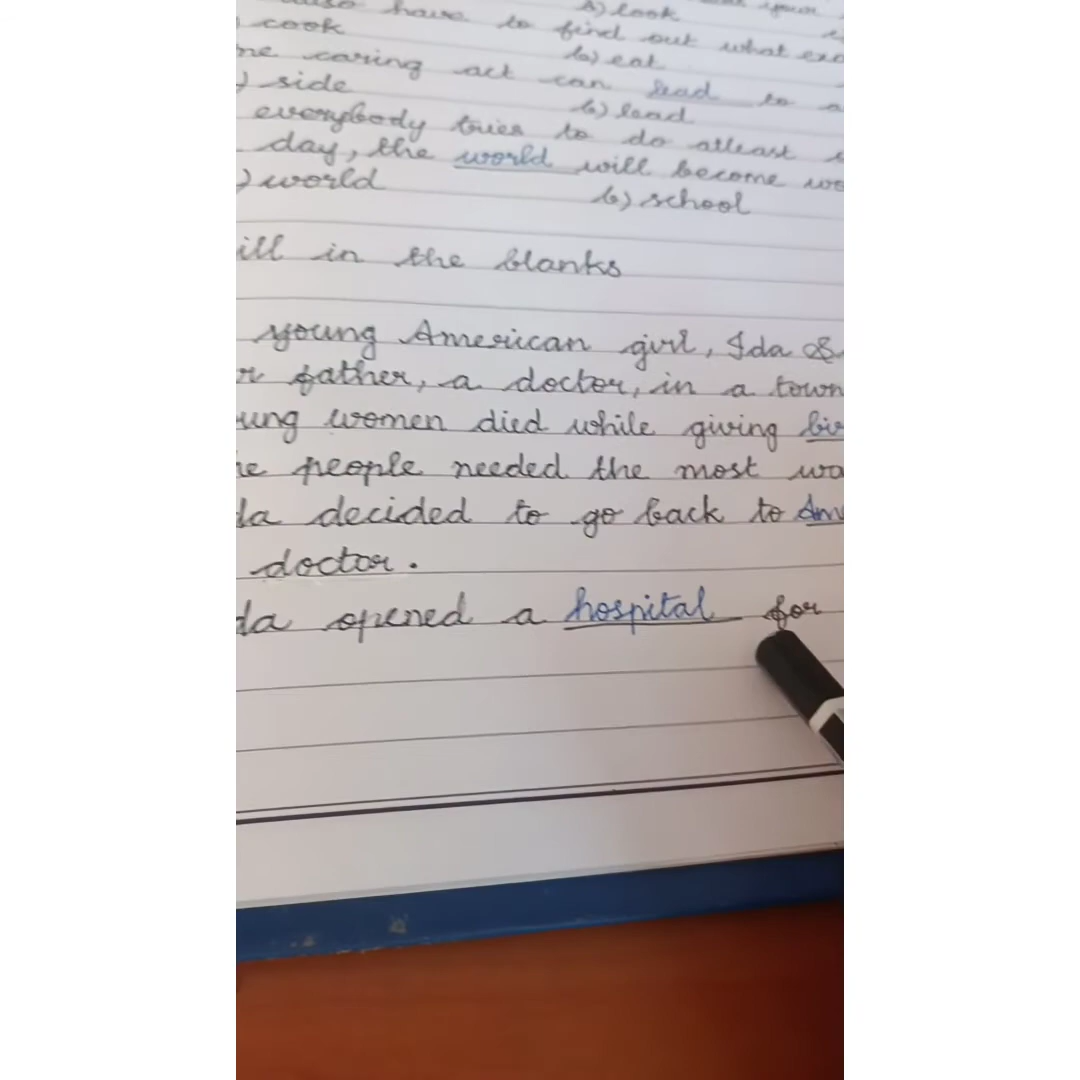 have to find out what
b) look
cook
b) eat
caring act can lead to a
side
b) lead
everybody tries to do atleast
day, the world will become
) world
b) school
ill in the blanks
young American girl, Ida
r father, a doctor, in a town
ung women died while giving
e people needed the most
da decided to go back to
doctor.
da opened a hospital for